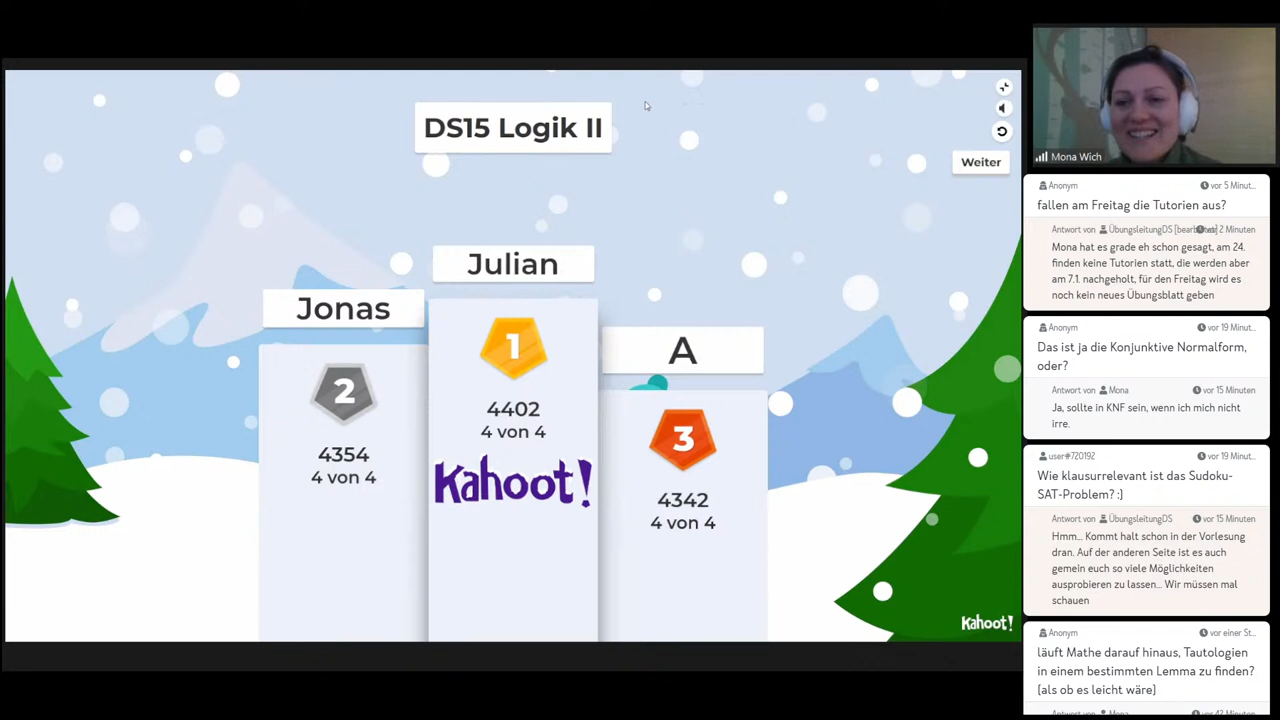 DS15 Logik II
Weiter
Julian
Jonas
A
1
4402
4 von 4
Kahoot!
2
4354
4 von 4
3
4342
4 von 4
Kahoot!
Mona Wich
Anonym vor 5 Minut...
fallen am Freitag die Tutorien aus?
Antwort von ÜbungsleitungDS 2 Minuten
Mona hat es grade eh schon gesagt, am 24.
finden keine Tutorien statt, die werden aber
am 7.1. nachgeholt, für den Freitag wird es
noch kein neues Übungsblatt geben
Anonym vor 19 Minut...
Das ist ja die Konjunktive Normalform,
oder?
Antwort von Mona vor 15 Minuten
Ja, sollte in KNF sein, wenn ich mich nicht
irre.
user#720192 vor 19 Minut...
Wie klausurrelevant ist das Sudoku-
SAT-Problem? :)
Antwort von ÜbungsleitungDS vor 15 Minuten
Hmm... Kommt halt schon in der Vorlesung
dran. Auf der anderen Seite ist es auch
gemein euch so viele Möglichkeiten
ausprobieren zu lassen... Wir müssen mal
schauen
Anonym vor einer St...
läuft Mathe darauf hinaus, Tautologien
in einem bestimmten Lemma zu finden?
[als ob es leicht wäre]